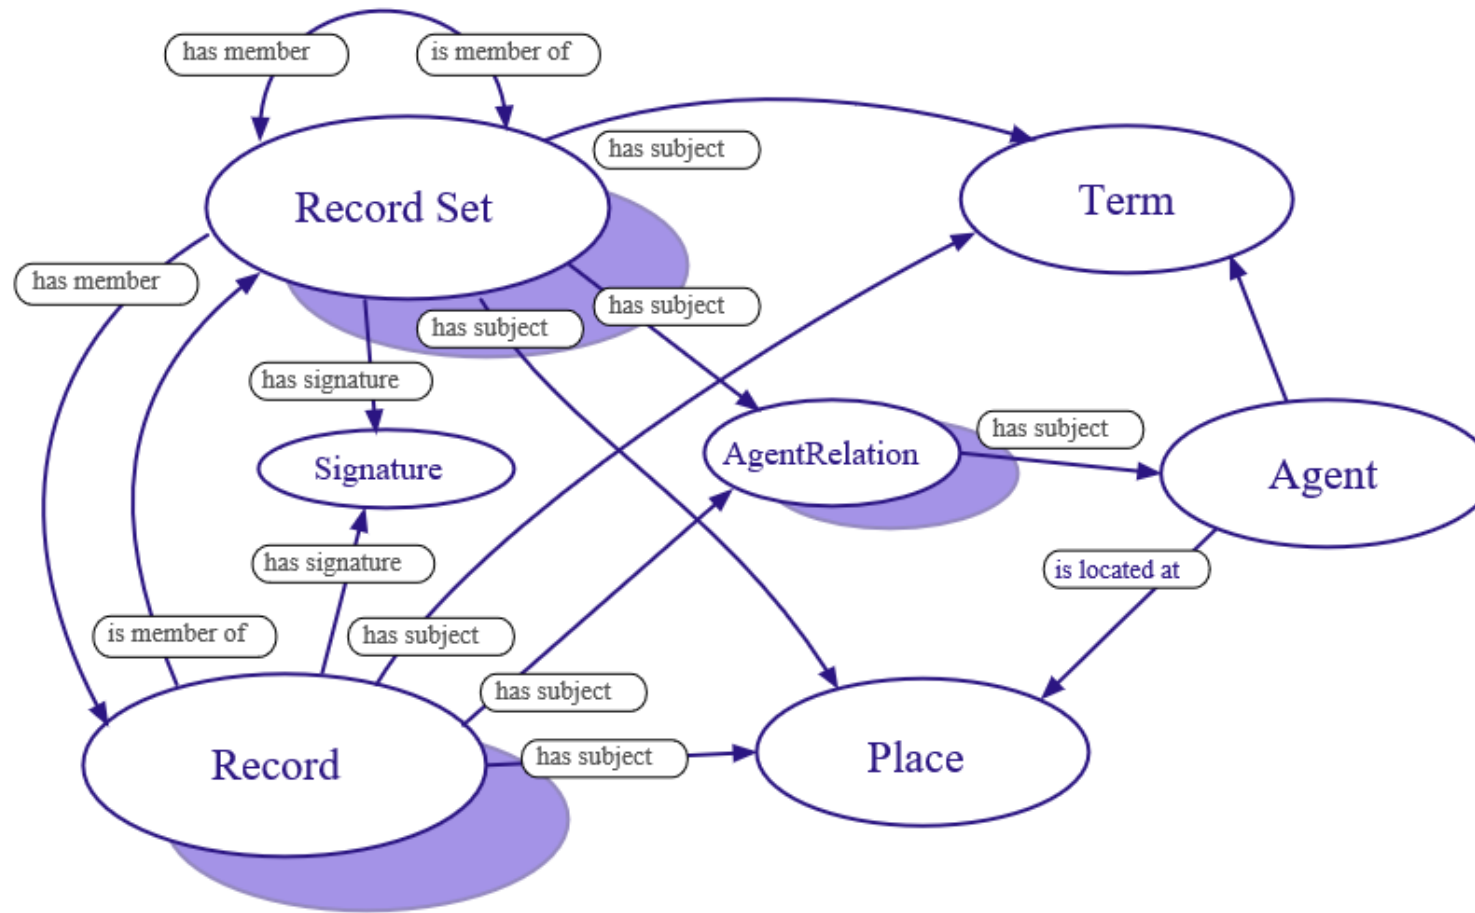 has member
is member of
has subject
Record Set
Term
has member
has subject
has subject
has signature
has subject
AgentRelation
Signature
Agent
has signature
is located at
is member of
has subject
has subject
has subject
Record
Place